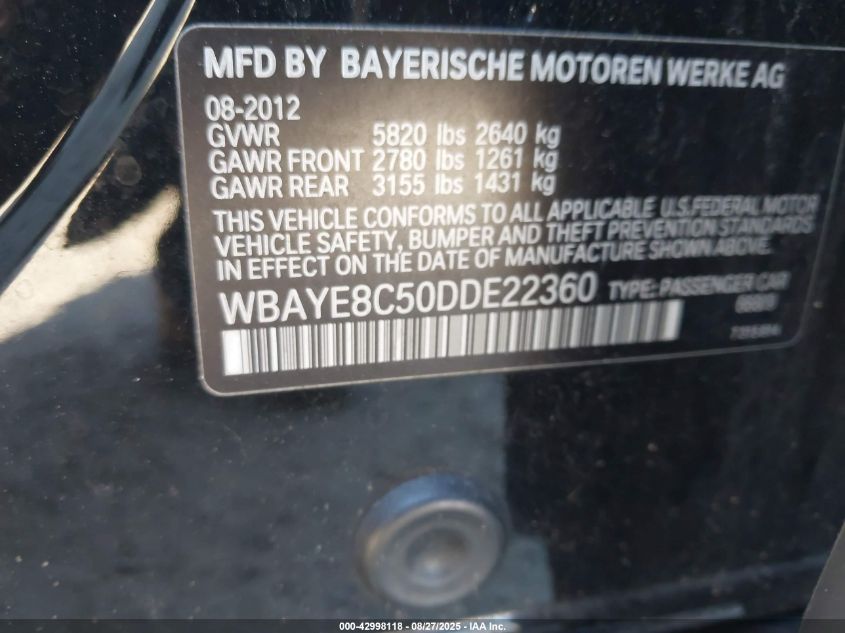 MFD BY BAYERISCHE MOTOREN WERKE AG
08-2012
GVWR 5820 lbs 2640 kg
GAWR FRONT 2780 lbs 1261 kg
GAWR REAR 3155 lbs 1431 kg
THIS VEHICLE CONFORMS TO ALL APPLICABLE U.S.FEDERAL MOTOR
VEHICLE SAFETY, BUMPER AND THEFT PREVENTION STANDARDS
IN EFFECT ON THE DATE OF MANUFACTURE SHOWN ABOVE.
WBAYE8C50DDE22360 TYPE: PASSENGER CAR
000-42998118 - 08/27/2025 - IAA Inc.